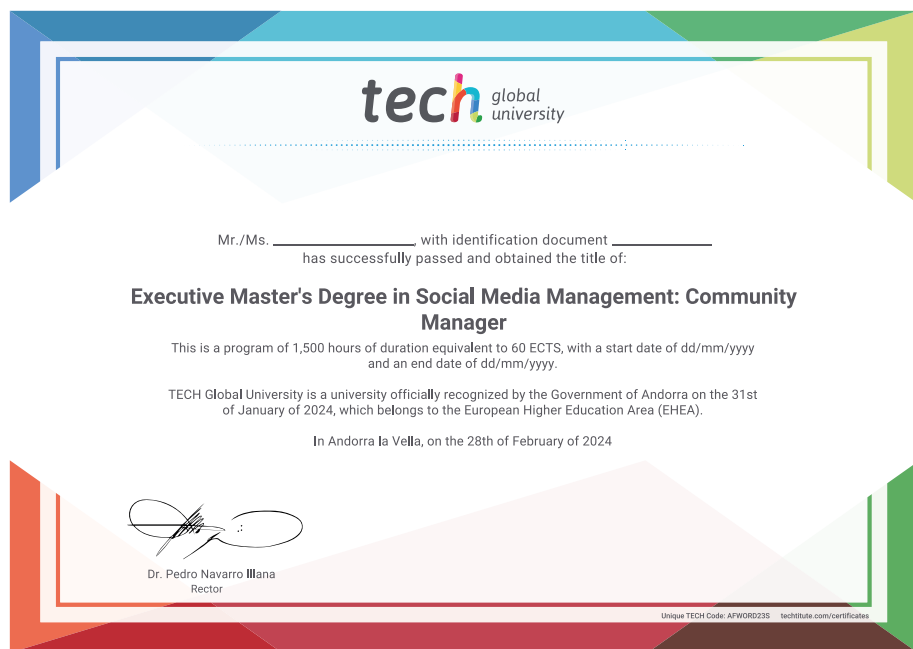 tech global university
Mr./Ms. ____________________, with identification document ______________
has successfully passed and obtained the title of:
Executive Master's Degree in Social Media Management: Community
Manager
This is a program of 1,500 hours of duration equivalent to 60 ECTS, with a start date of dd/mm/yyyy
and an end date of dd/mm/yyyy.
TECH Global University is a university officially recognized by the Government of Andorra on the 31st
of January of 2024, which belongs to the European Higher Education Area (EHEA).
In Andorra la Vella, on the 28th of February of 2024
Dr. Pedro Navarro Illana
Rector
Unique TECH Code: AFWORD23S techtitute.com/certificates